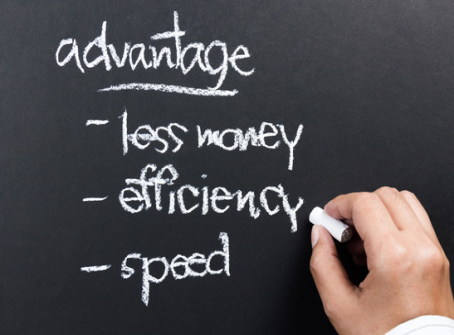 advantage
- less money
- efficiency
- speed